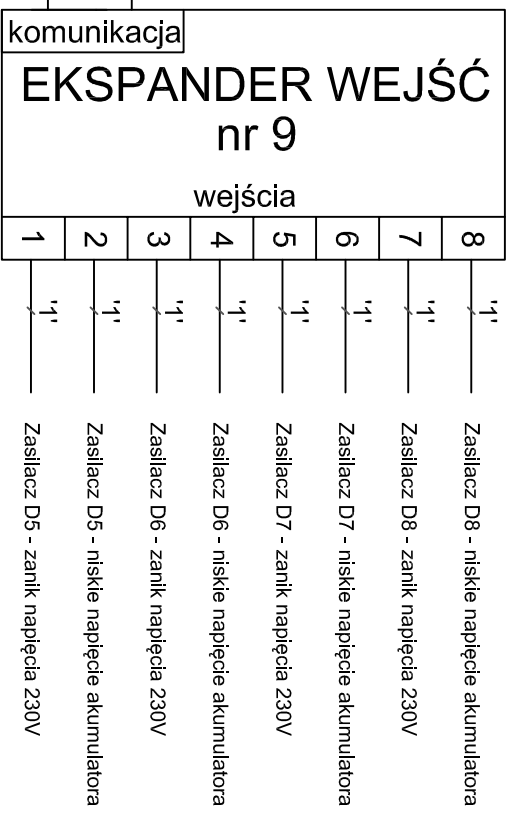 komunikacja
EKSPANDER WEJŚĆ
nr 9
wejścia
1 2 3 4 5 6 7 8
'1' '1' '1' '1' '1' '1' '1' '1'
Zasilacz D5 - zanik napięcia 230V
Zasilacz D5 - niskie napięcie akumulatora
Zasilacz D6 - zanik napięcia 230V
Zasilacz D6 - niskie napięcie akumulatora
Zasilacz D7 - zanik napięcia 230V
Zasilacz D7 - niskie napięcie akumulatora
Zasilacz D8 - zanik napięcia 230V
Zasilacz D8 - niskie napięcie akumulatora